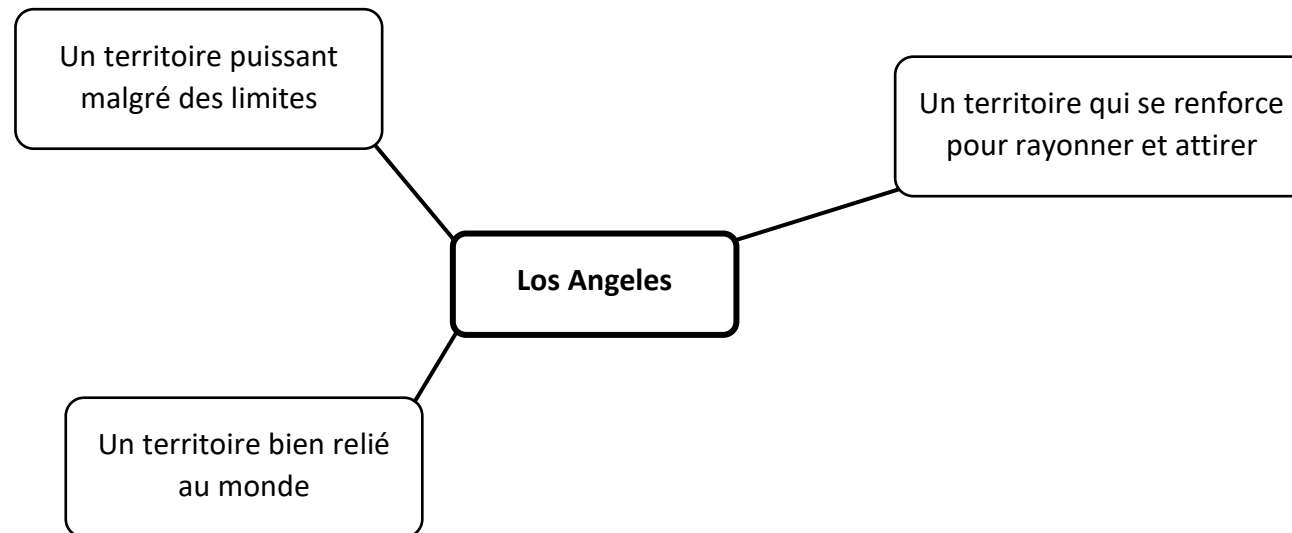 Un territoire puissant
malgré des limites
Un territoire qui se renforce
pour rayonner et attirer
Los Angeles
Un territoire bien relié
au monde